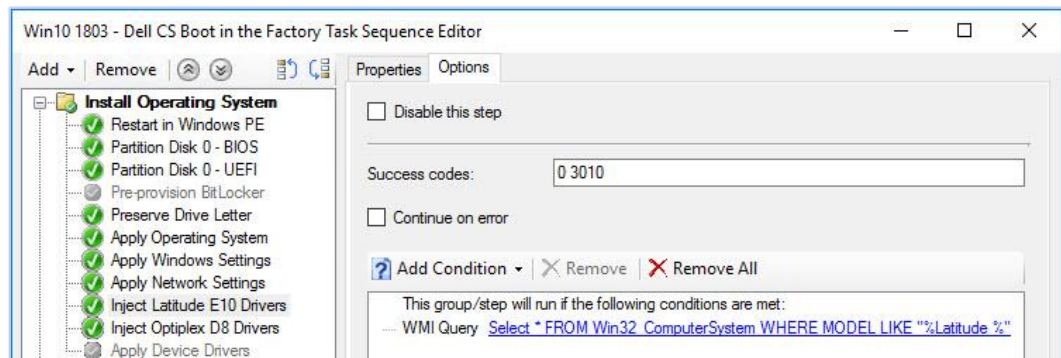 Win10 1803 - Dell CS Boot in the Factory Task Sequence Editor
Add Remove
Properties Options
Install Operating System
Restart in Windows PE
Partition Disk 0 - BIOS
Partition Disk 0 - UEFI
Pre-provision BitLocker
Preserve Drive Letter
Apply Operating System
Apply Windows Settings
Apply Network Settings
Inject Latitude E10 Drivers
Inject Optiplex D8 Drivers
Apply Device Drivers
Disable this step
Success codes: 0 3010
Continue on error
Add Condition Remove Remove All
This group/step will run if the following conditions are met:
WMI Query Select * FROM Win32_ComputerSystem WHERE MODEL LIKE "%Latitude %"